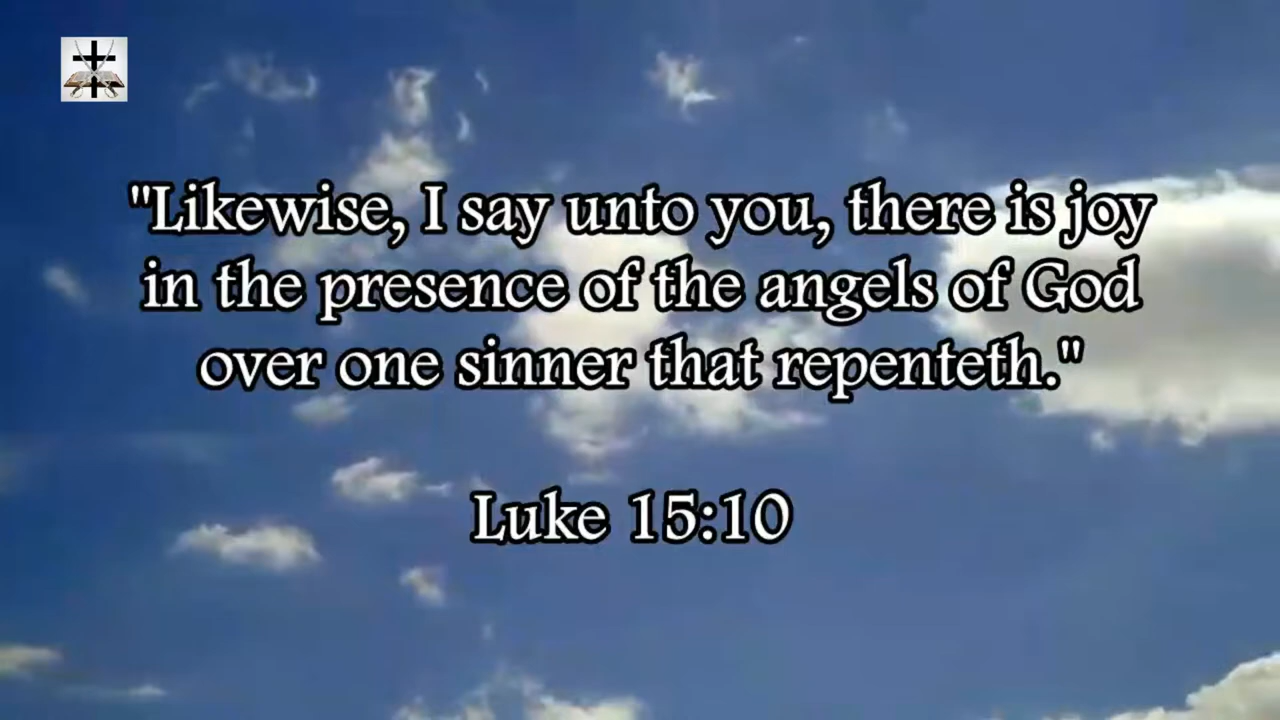 "Likewise, I say unto you, there is joy
in the presence of the angels of God
over one sinner that repenteth."
Luke 15:10